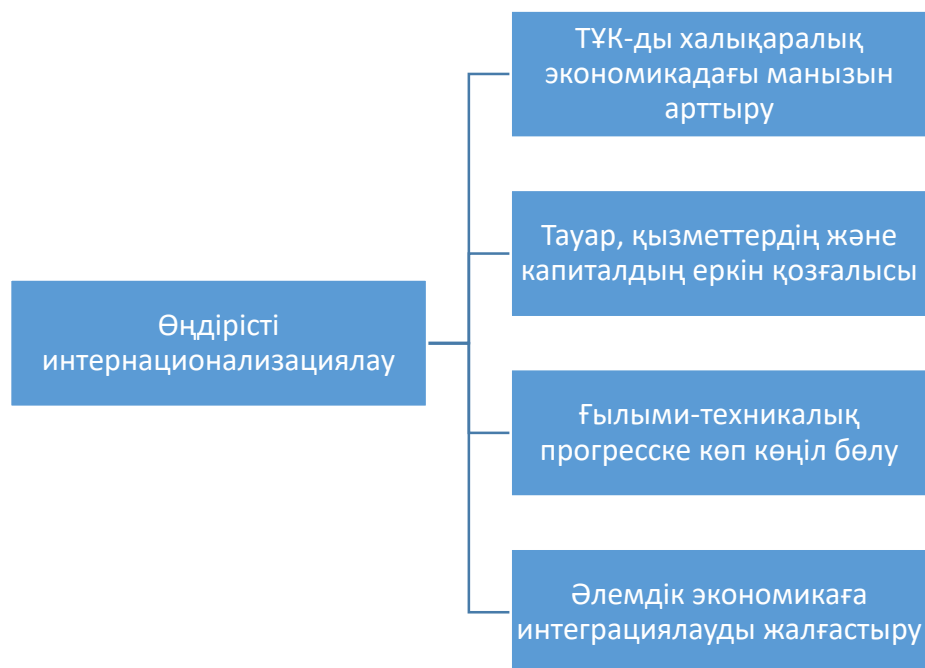 Өңдірісті
интернационализациялау
ТҰК-ды халықаралық
экономикадағы манызын
арттыру
Тауар, қызметтердің және
капиталдың еркін қозғалысы
Ғылыми-техникалық
прогресске көп көңіл бөлу
Әлемдік экономикаға
интеграциялауды жалғастыру